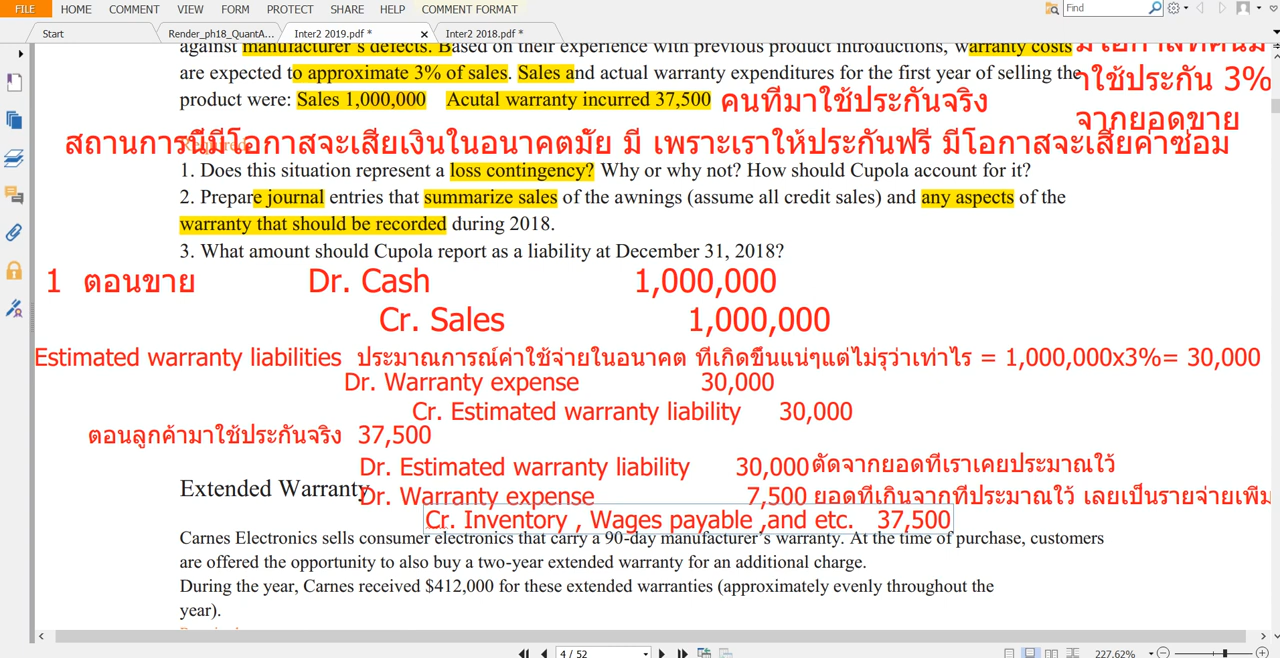 FILE HOME COMMENT VIEW FORM PROTECT SHARE HELP COMMENT FORMAT Find
Start Render_ph18_QuantA... Inter2 2019.pdf * Inter2 2018.pdf *
against manufacturer's defects. Based on their experience with previous product introductions, warranty costs
are expected to approximate 3% of sales. Sales and actual warranty expenditures for the first year of selling the
าใช้ประกัน 3%
product were: Sales 1,000,000 Acutal warranty incurred 37,500 คนที่มาใช้ประกันจริง
จากยอดขาย
สถานการณ์นี้มีโอกาสจะเสียเงินในอนาคตมั้ย มี เพราะเราให้ประกันฟรี มีโอกาสจะเสียค่าซ่อม
Required
1. Does this situation represent a loss contingency? Why or why not? How should Cupola account for it?
2. Prepare journal entries that summarize sales of the awnings (assume all credit sales) and any aspects of the
warranty that should be recorded during 2018.
3. What amount should Cupola report as a liability at December 31, 2018?
1 ตอนขาย Dr. Cash 1,000,000
Cr. Sales 1,000,000
Estimated warranty liabilities ประมาณการณ์ค่าใช้จ่ายในอนาคต ที่เกิดขึ้นแน่ๆแต่ไม่รุว่าเท่าไร = 1,000,000x3%= 30,000
Dr. Warranty expense 30,000
Cr. Estimated warranty liability 30,000
ตอนลูกค้ามาใช้ประกันจริง 37,500
Dr. Estimated warranty liability 30,000 ตัดจากยอดที่เราเคยประมาณใว้
Extended Warranty
Dr. Warranty expense 7,500 ยอดที่เกินจากที่ประมาณใว้ เลยเป็นรายจ่ายเพิ่ม
Cr. Inventory , Wages payable ,and etc. 37,500
Carnes Electronics sells consumer electronics that carry a 90-day manufacturer's warranty. At the time of purchase, customers
are offered the opportunity to also buy a two-year extended warranty for an additional charge.
During the year, Carnes received $412,000 for these extended warranties (approximately evenly throughout the
year).
4 / 52 227.62%